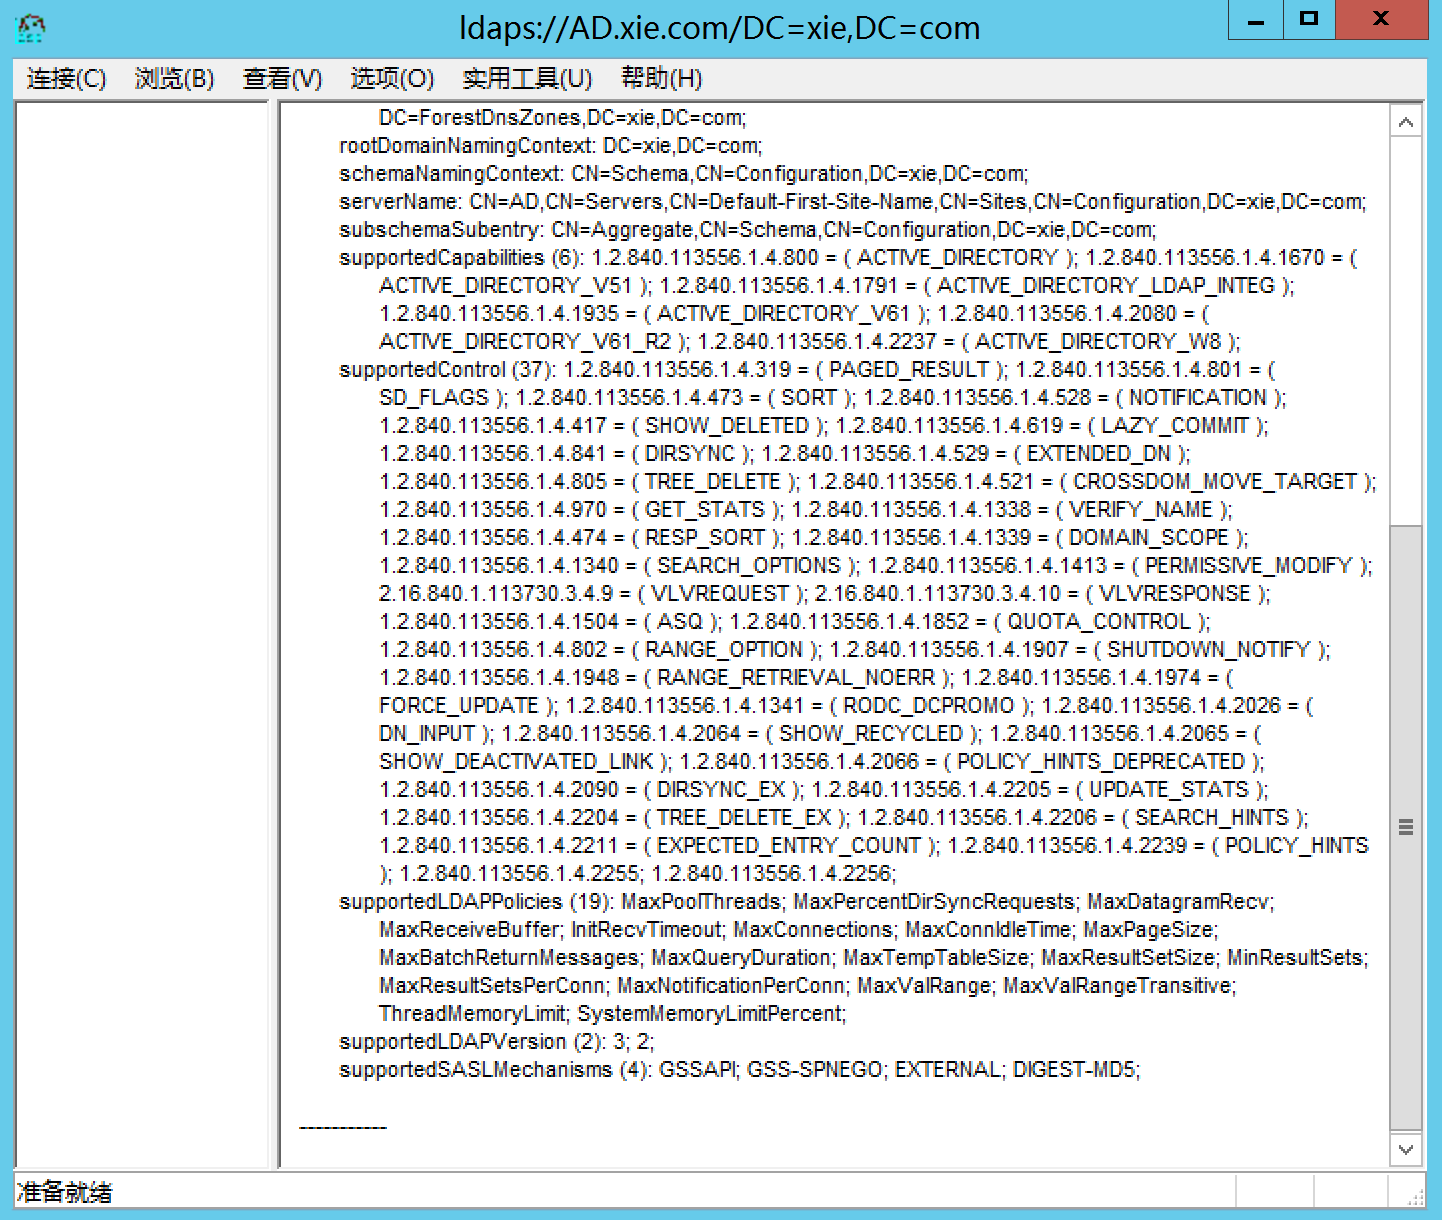 ldaps://AD.xie.com/DC=xie,DC=com
连接(C) 浏览(B) 查看(V) 选项(O) 实用工具(U) 帮助(H)
DC=ForestDnsZones,DC=xie,DC=com;
rootDomainNamingContext: DC=xie,DC=com;
schemaNamingContext: CN=Schema,CN=Configuration,DC=xie,DC=com;
serverName: CN=AD,CN=Servers,CN=Default-First-Site-Name,CN=Sites,CN=Configuration,DC=xie,DC=com;
subschemaSubentry: CN=Aggregate,CN=Schema,CN=Configuration,DC=xie,DC=com;
supportedCapabilities (6): 1.2.840.113556.1.4.800 = ( ACTIVE_DIRECTORY ); 1.2.840.113556.1.4.1670 = (
ACTIVE_DIRECTORY_V51 ); 1.2.840.113556.1.4.1791 = ( ACTIVE_DIRECTORY_LDAP_INTEG );
1.2.840.113556.1.4.1935 = ( ACTIVE_DIRECTORY_V61 ); 1.2.840.113556.1.4.2080 = (
ACTIVE_DIRECTORY_V61_R2 ); 1.2.840.113556.1.4.2237 = ( ACTIVE_DIRECTORY_W8 );
supportedControl (37): 1.2.840.113556.1.4.319 = ( PAGED_RESULT ); 1.2.840.113556.1.4.801 = (
SD_FLAGS ); 1.2.840.113556.1.4.473 = ( SORT ); 1.2.840.113556.1.4.528 = ( NOTIFICATION );
1.2.840.113556.1.4.417 = ( SHOW_DELETED ); 1.2.840.113556.1.4.619 = ( LAZY_COMMIT );
1.2.840.113556.1.4.841 = ( DIRSYNC ); 1.2.840.113556.1.4.529 = ( EXTENDED_DN );
1.2.840.113556.1.4.805 = ( TREE_DELETE ); 1.2.840.113556.1.4.521 = ( CROSSDOM_MOVE_TARGET );
1.2.840.113556.1.4.970 = ( GET_STATS ); 1.2.840.113556.1.4.1338 = ( VERIFY_NAME );
1.2.840.113556.1.4.474 = ( RESP_SORT ); 1.2.840.113556.1.4.1339 = ( DOMAIN_SCOPE );
1.2.840.113556.1.4.1340 = ( SEARCH_OPTIONS ); 1.2.840.113556.1.4.1413 = ( PERMISSIVE_MODIFY );
2.16.840.1.113730.3.4.9 = ( VLVREQUEST ); 2.16.840.1.113730.3.4.10 = ( VLVRESPONSE );
1.2.840.113556.1.4.1504 = ( ASQ ); 1.2.840.113556.1.4.1852 = ( QUOTA_CONTROL );
1.2.840.113556.1.4.802 = ( RANGE_OPTION ); 1.2.840.113556.1.4.1907 = ( SHUTDOWN_NOTIFY );
1.2.840.113556.1.4.1948 = ( RANGE_RETRIEVAL_NOERR ); 1.2.840.113556.1.4.1974 = (
FORCE_UPDATE ); 1.2.840.113556.1.4.1341 = ( RODC_DCPROMO ); 1.2.840.113556.1.4.2026 = (
DN_INPUT ); 1.2.840.113556.1.4.2064 = ( SHOW_RECYCLED ); 1.2.840.113556.1.4.2065 = (
SHOW_DEACTIVATED_LINK ); 1.2.840.113556.1.4.2066 = ( POLICY_HINTS_DEPRECATED );
1.2.840.113556.1.4.2090 = ( DIRSYNC_EX ); 1.2.840.113556.1.4.2205 = ( UPDATE_STATS );
1.2.840.113556.1.4.2204 = ( TREE_DELETE_EX ); 1.2.840.113556.1.4.2206 = ( SEARCH_HINTS );
1.2.840.113556.1.4.2211 = ( EXPECTED_ENTRY_COUNT ); 1.2.840.113556.1.4.2239 = ( POLICY_HINTS
); 1.2.840.113556.1.4.2255; 1.2.840.113556.1.4.2256;
supportedLDAPPolicies (19): MaxPoolThreads; MaxPercentDirSyncRequests; MaxDatagramRecv;
MaxReceiveBuffer; InitRecvTimeout; MaxConnections; MaxConnIdleTime; MaxPageSize;
MaxBatchReturnMessages; MaxQueryDuration; MaxTempTableSize; MaxResultSetSize; MinResultSets;
MaxResultSetsPerConn; MaxNotificationPerConn; MaxValRange; MaxValRangeTransitive;
ThreadMemoryLimit; SystemMemoryLimitPercent;
supportedLDAPVersion (2): 3; 2;
supportedSASLMechanisms (4): GSSAPI; GSS-SPNEGO; EXTERNAL; DIGEST-MD5;
-----------
准备就绪